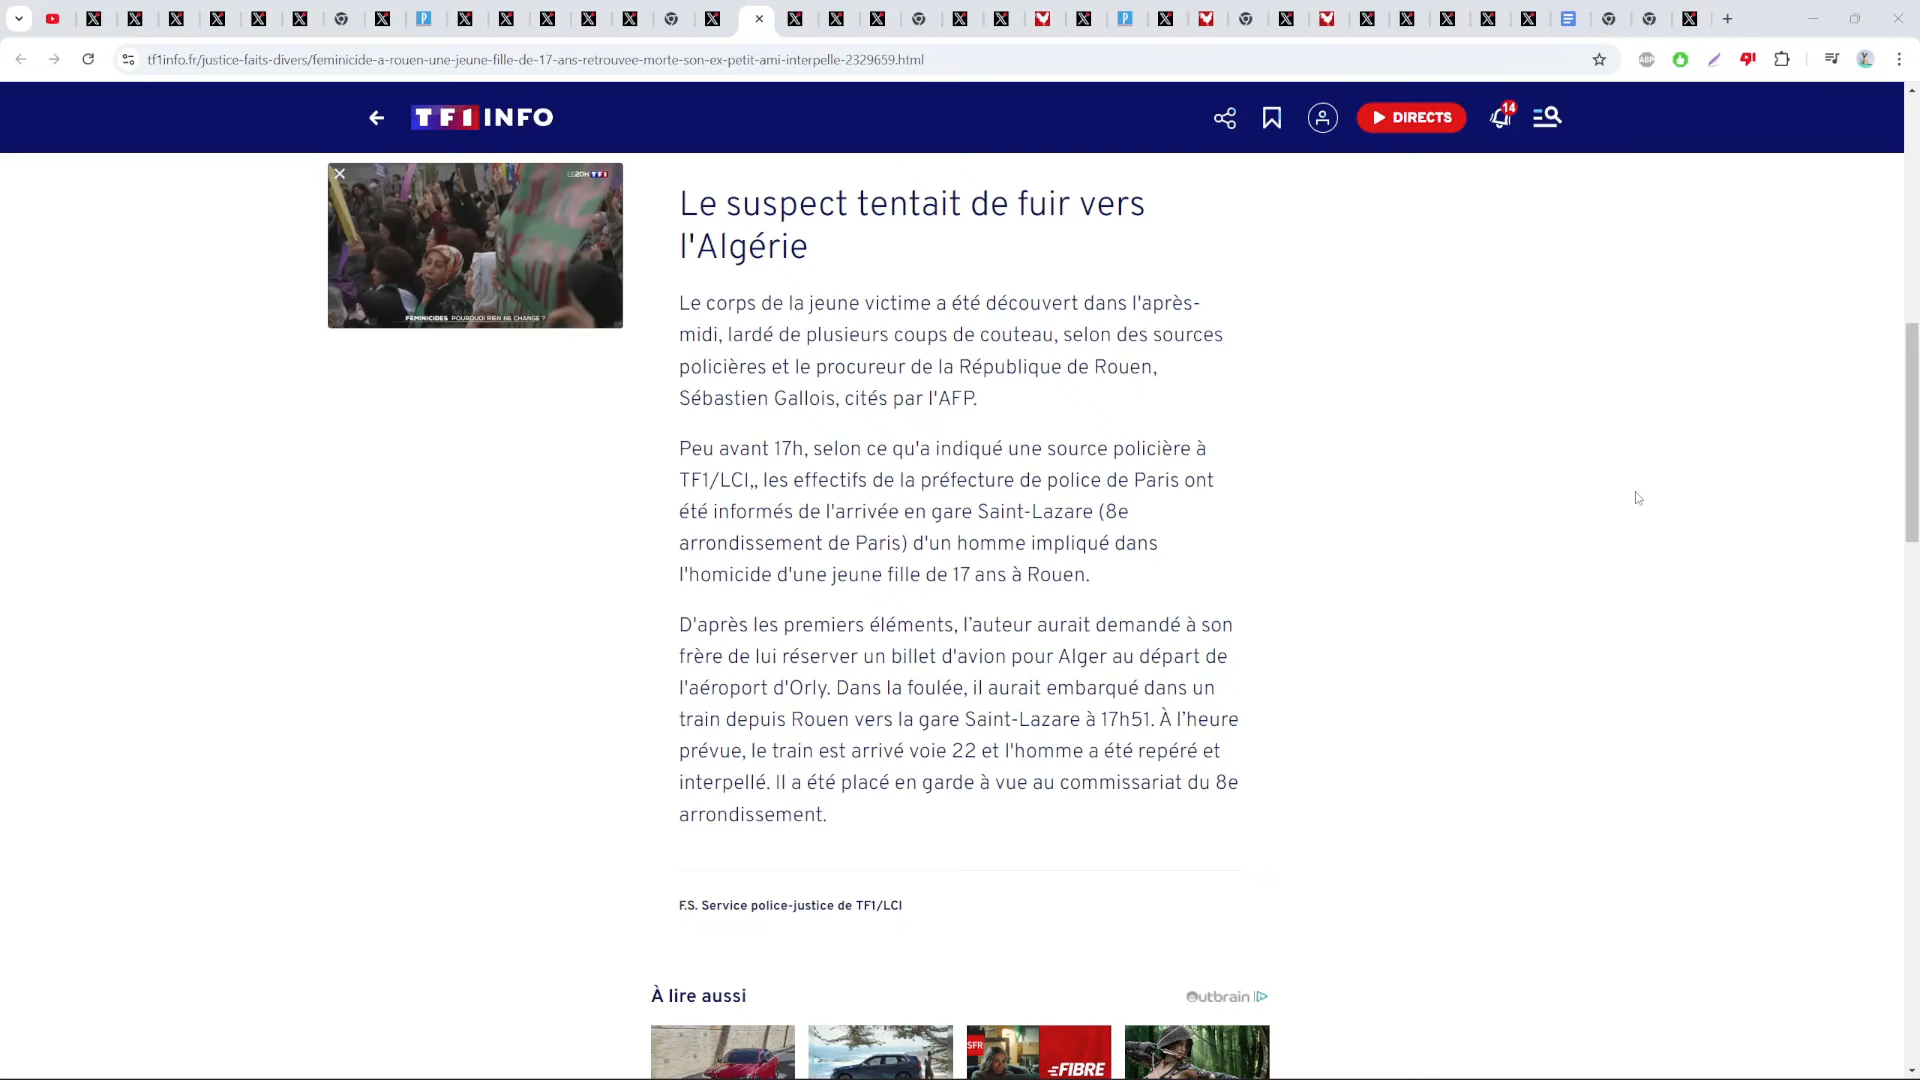 tf1info.fr/justice-faits-divers/feminicide-a-rouen-une-jeune-fille-de-17-ans-retrouvee-morte-son-ex-petit-ami-interpelle-2329659.html
ABP
TF1 INFO
DIRECTS
14
LE20H TF1
FÉMINICIDES POURQUOI RIEN NE CHANGE ?
Le suspect tentait de fuir vers
l'Algérie
Le corps de la jeune victime a été découvert dans l'après-
midi, lardé de plusieurs coups de couteau, selon des sources
policières et le procureur de la République de Rouen,
Sébastien Gallois, cités par l'AFP.
Peu avant 17h, selon ce qu'a indiqué une source policière à
TF1/LCI,, les effectifs de la préfecture de police de Paris ont
été informés de l'arrivée en gare Saint-Lazare (8e
arrondissement de Paris) d'un homme impliqué dans
l'homicide d'une jeune fille de 17 ans à Rouen.
D'après les premiers éléments, l’auteur aurait demandé à son
frère de lui réserver un billet d'avion pour Alger au départ de
l'aéroport d'Orly. Dans la foulée, il aurait embarqué dans un
train depuis Rouen vers la gare Saint-Lazare à 17h51. À l’heure
prévue, le train est arrivé voie 22 et l'homme a été repéré et
interpellé. Il a été placé en garde à vue au commissariat du 8e
arrondissement.
F.S. Service police-justice de TF1/LCI
À lire aussi
Outbrain
SFR
FIBRE